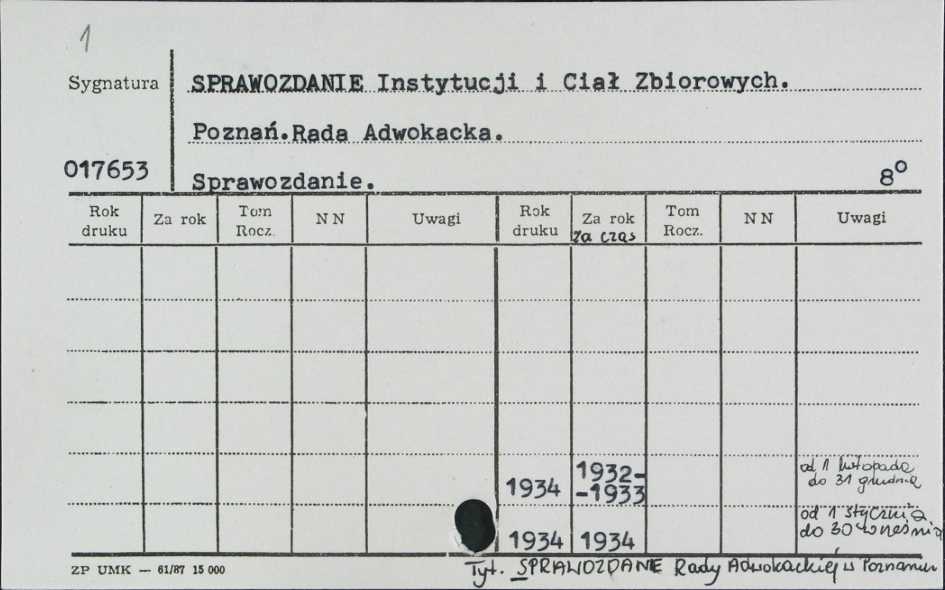 1
Sygnatura
SPRAWOZDANIE Instytucji i Ciał Zbiorowych.
Poznań.Rada Adwokacka.
017653
Sprawozdanie. 8°
Rok druku Za rok Tom Rocz. NN Uwagi Rok druku Za rok za czas Tom Rocz. NN Uwagi
1934 1932- -1933 od 1 listopada do 31 grudnia
1934 1934 od 1 stycznia do 30 września
ZP UMK — 61/87 15 000
Tyt. SPRAWOZDANIE Rady Adwokackiej w Poznaniu